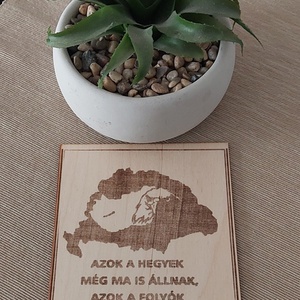 AZOK A HEGYEK
MÉG MA IS ÁLLNAK,
AZOK A FOLYÓK